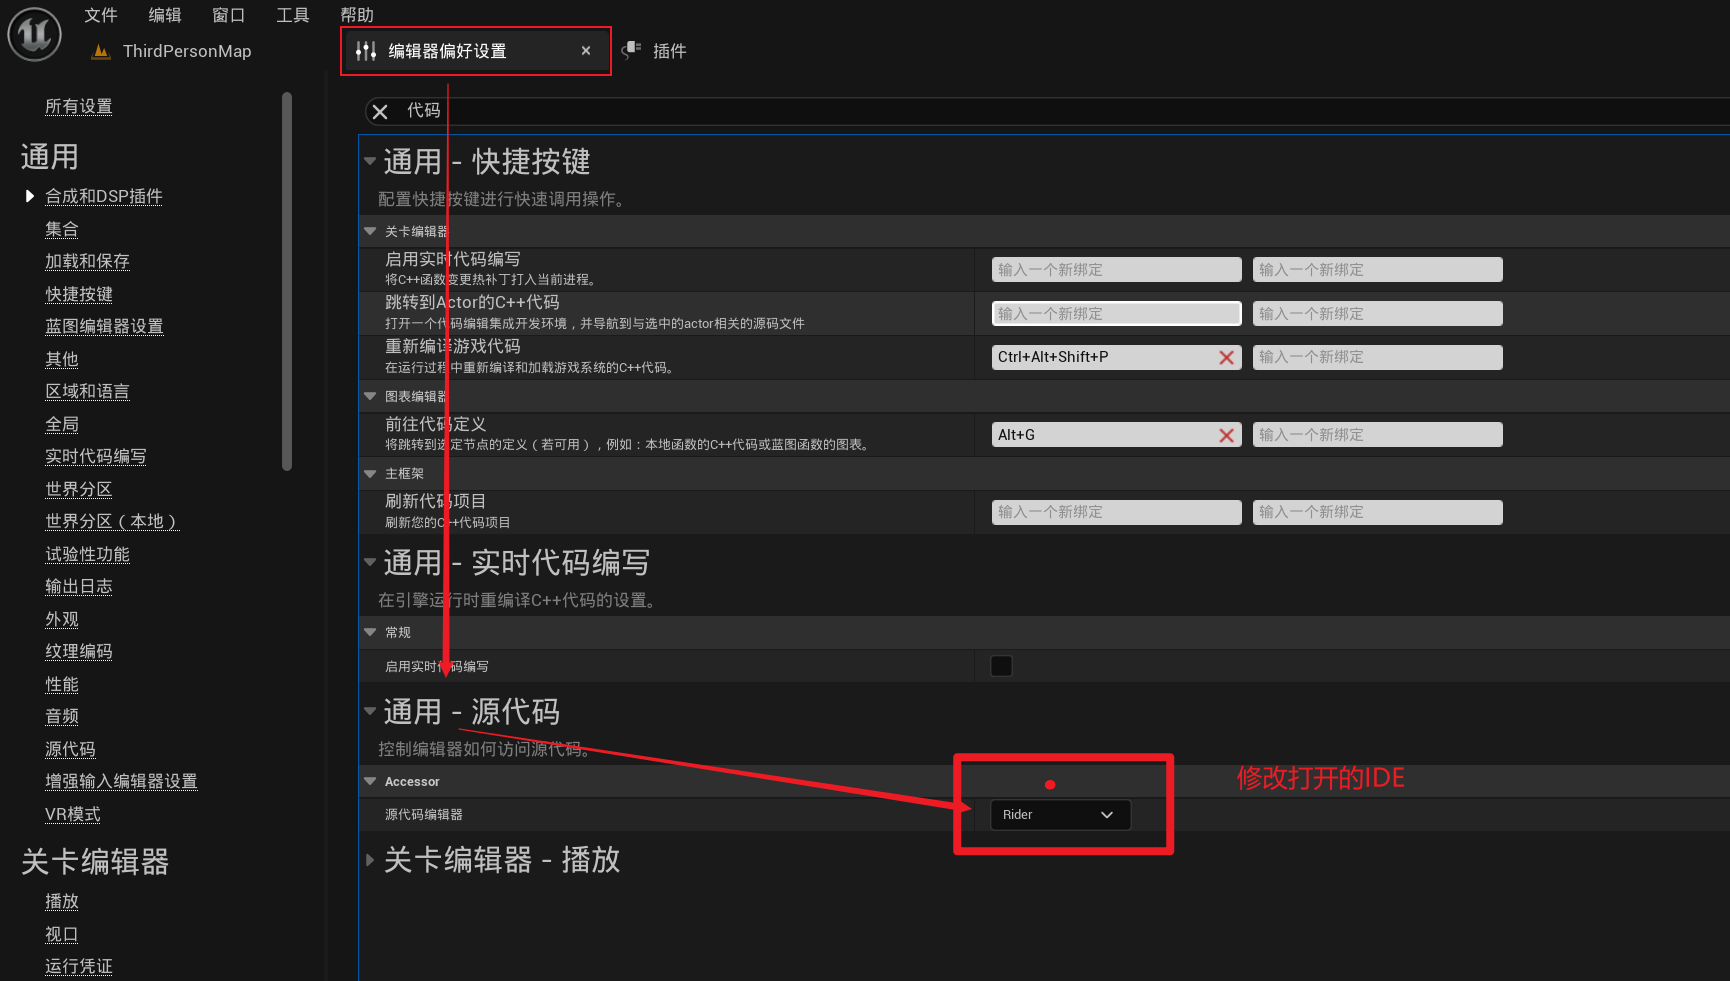 文件 编辑 窗口 工具 帮助
ThirdPersonMap
编辑器偏好设置 插件
所有设置
通用
合成和DSP插件
集合
加载和保存
快捷按键
蓝图编辑器设置
其他
区域和语言
全局
实时代码编写
世界分区
世界分区（本地）
试验性功能
输出日志
外观
纹理编码
性能
音频
源代码
增强输入编辑器设置
VR模式
关卡编辑器
播放
视口
运行凭证
代码
通用 - 快捷按键
配置快捷按键进行快速调用操作。
关卡编辑器
启用实时代码编写
将C++函数变更热补丁打入当前进程。
输入一个新绑定 输入一个新绑定
跳转到Actor的C++代码
打开一个代码编辑集成开发环境，并导航到与选中的actor相关的源码文件
输入一个新绑定 输入一个新绑定
重新编译游戏代码
在运行过程中重新编译和加载游戏系统的C++代码。
Ctrl+Alt+Shift+P 输入一个新绑定
图表编辑器
前往代码定义
将跳转到选定节点的定义（若可用），例如：本地函数的C++代码或蓝图函数的图表。
Alt+G 输入一个新绑定
主框架
刷新代码项目
刷新您的C++代码项目
输入一个新绑定 输入一个新绑定
通用 - 实时代码编写
在引擎运行时重编译C++代码的设置。
常规
启用实时代码编写
通用 - 源代码
控制编辑器如何访问源代码。
Accessor
源代码编辑器
Rider
修改打开的IDE
关卡编辑器 - 播放